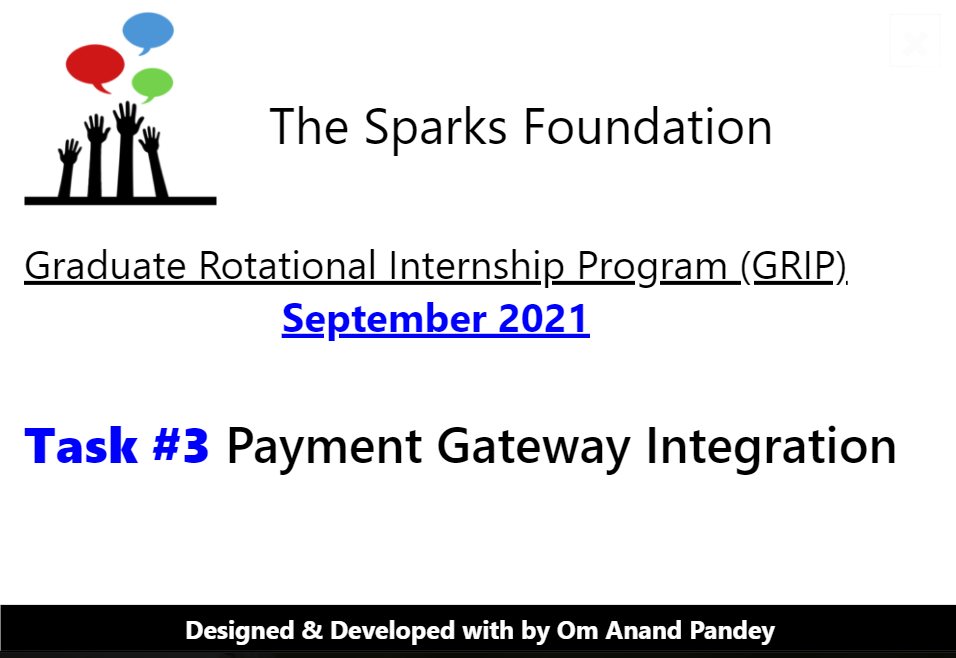 The Sparks Foundation
Graduate Rotational Internship Program (GRIP)
September 2021
Task #3 Payment Gateway Integration
Designed & Developed with by Om Anand Pandey